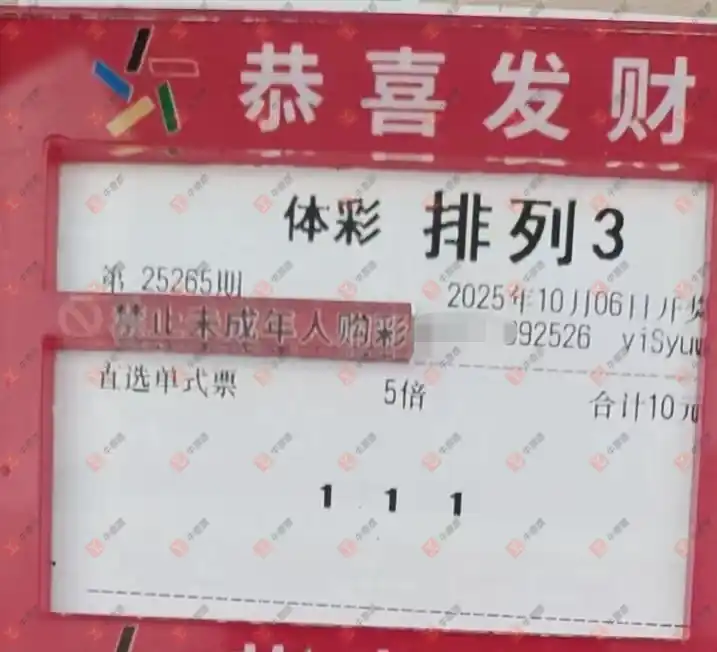 恭喜发财
体彩 排列3
第 25265期
2025年10月06日开奖
禁止未成年人购彩
92526 yiSyu
直选单式票 5倍 合计10元
1 1 1